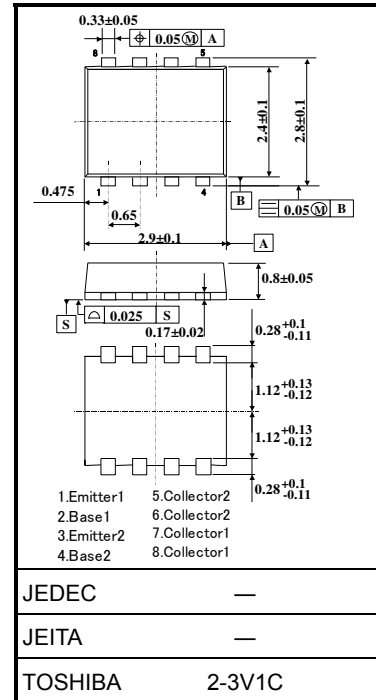 0.33±0.05
⌖ 0.05Ⓜ A
8 5
2.4±0.1
2.8±0.1
0.475
1 4
B
0.65
⌯ 0.05Ⓜ B
2.9±0.1
A
0.8±0.05
S
⌓ 0.025 S
0.17±0.02
0.28 +0.1 -0.11
1.12 +0.13 -0.12
1.12 +0.13 -0.12
0.28 +0.1 -0.11
1.Emitter1 5.Collector2
2.Base1 6.Collector2
3.Emitter2 7.Collector1
4.Base2 8.Collector1
JEDEC —
JEITA —
TOSHIBA 2-3V1C